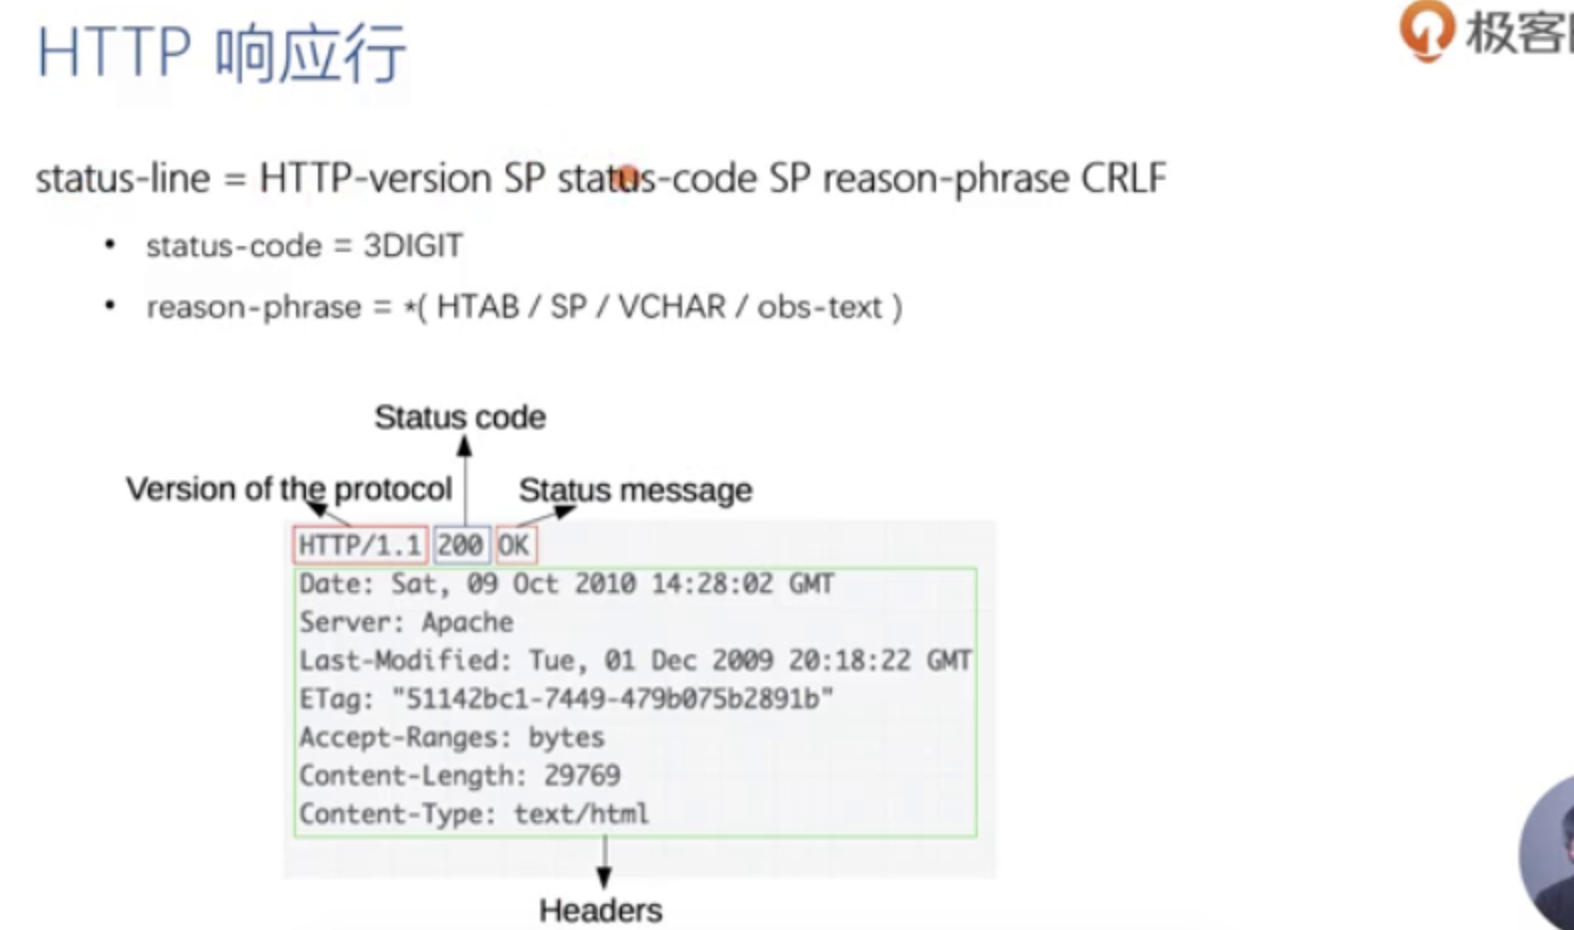 HTTP 响应行
极客
status-line = HTTP-version SP status-code SP reason-phrase CRLF
• status-code = 3DIGIT
• reason-phrase = *( HTAB / SP / VCHAR / obs-text )
Status code
Version of the protocol
Status message
HTTP/1.1 200 OK
Date: Sat, 09 Oct 2010 14:28:02 GMT
Server: Apache
Last-Modified: Tue, 01 Dec 2009 20:18:22 GMT
ETag: "51142bc1-7449-479b075b2891b"
Accept-Ranges: bytes
Content-Length: 29769
Content-Type: text/html
Headers